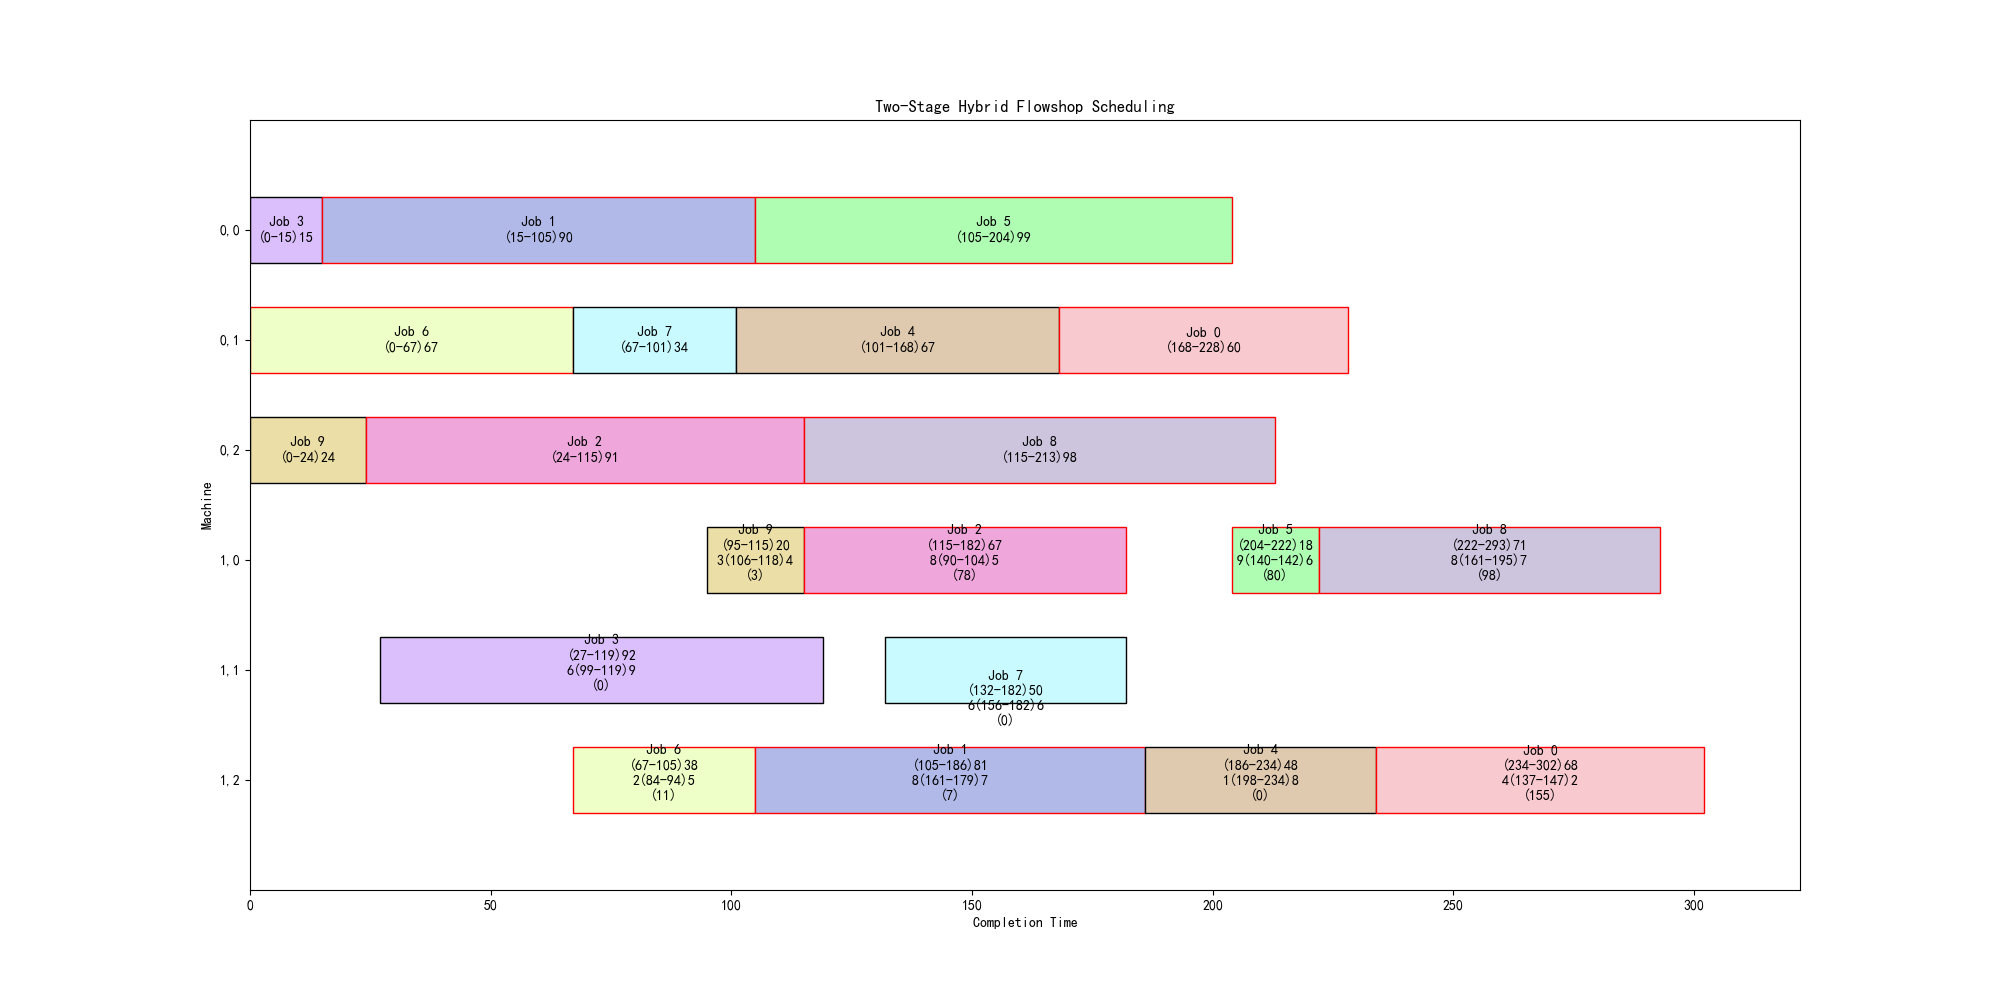 Two-Stage Hybrid Flowshop Scheduling
Machine
0,0
Job 3
(0-15)15
Job 1
(15-105)90
Job 5
(105-204)99
0,1
Job 6
(0-67)67
Job 7
(67-101)34
Job 4
(101-168)67
Job 0
(168-228)60
0,2
Job 9
(0-24)24
Job 2
(24-115)91
Job 8
(115-213)98
1,0
Job 9
(95-115)20
3(106-118)4
(3)
Job 2
(115-182)67
8(90-104)5
(78)
Job 5
(204-222)18
9(140-142)6
(80)
Job 8
(222-293)71
8(161-195)7
(98)
1,1
Job 3
(27-119)92
6(99-119)9
(0)
Job 7
(132-182)50
6(156-182)6
(0)
1,2
Job 6
(67-105)38
2(84-94)5
(11)
Job 1
(105-186)81
8(161-179)7
(7)
Job 4
(186-234)48
1(198-234)8
(0)
Job 0
(234-302)68
4(137-147)2
(155)
0 50 100 150 200 250 300
Completion Time